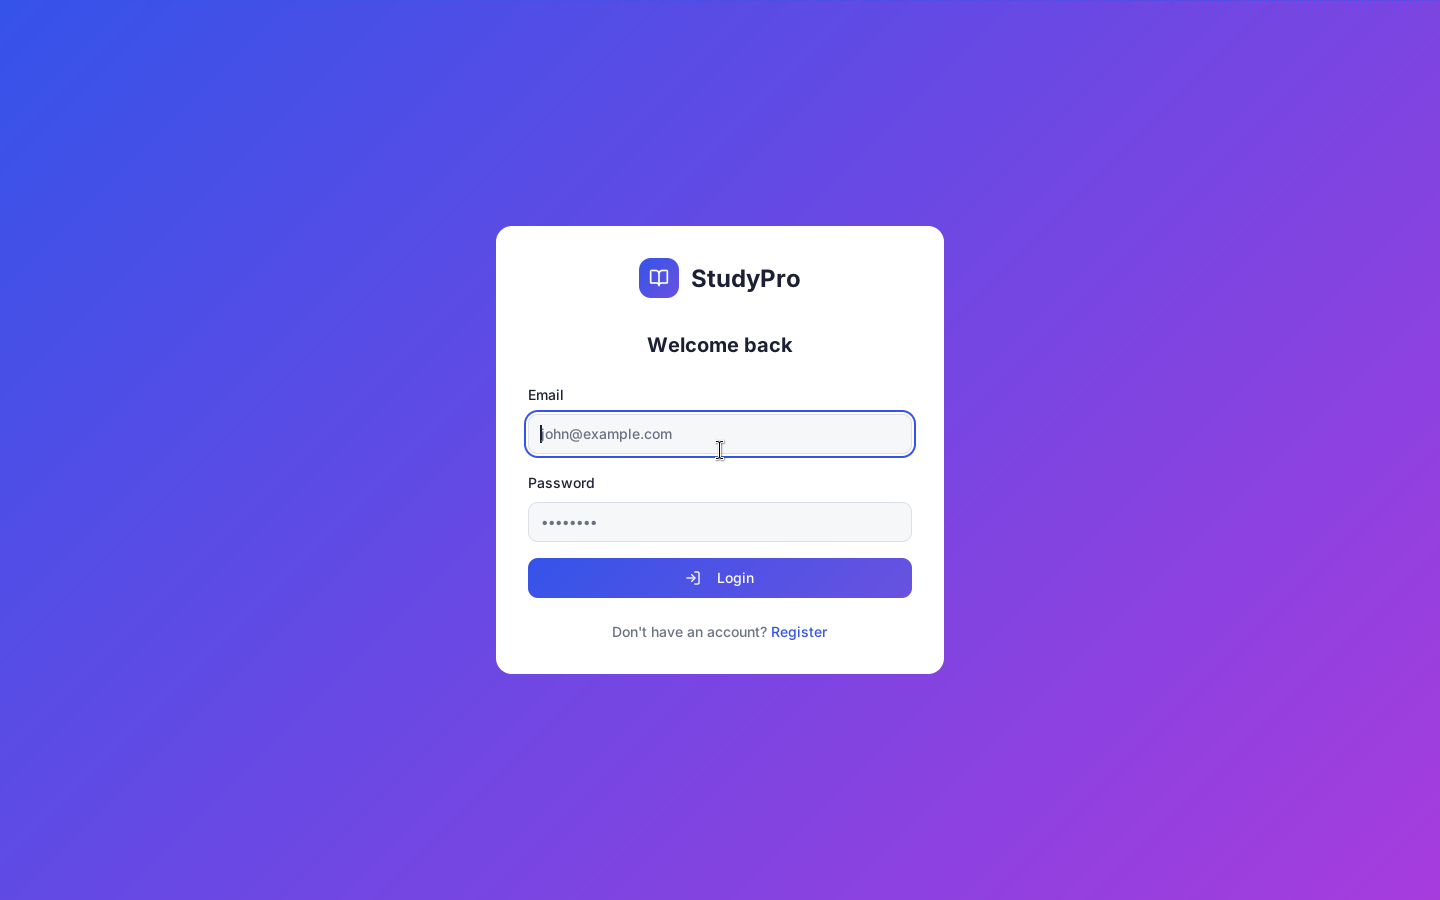 StudyPro
Welcome back
Email
john@example.com
Password
••••••••
Login
Don't have an account? Register